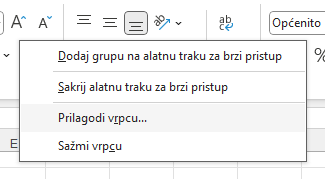 A A ab Općenito
c
%
Dodaj grupu na alatnu traku za brzi pristup
Sakrij alatnu traku za brzi pristup
Prilagodi vrpcu...
Sažmi vrpcu
E